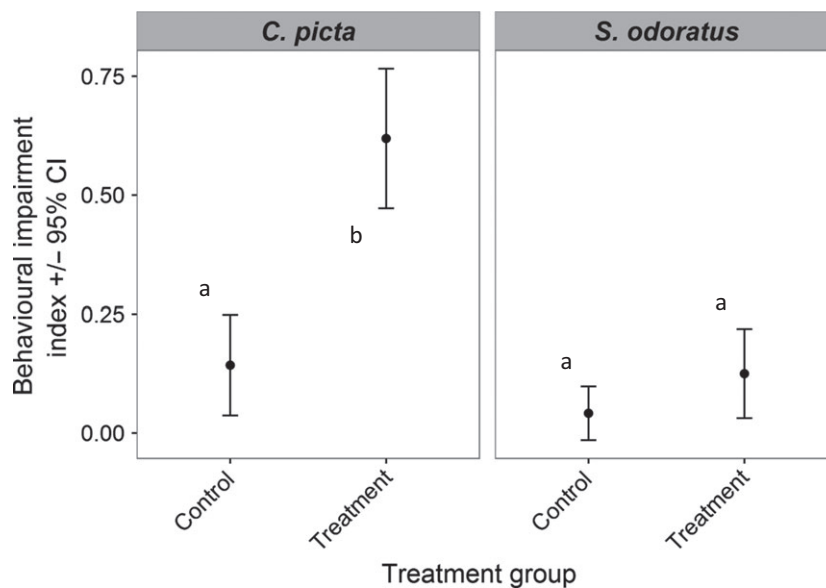 C. picta
S. odoratus
Behavioural impairment
index +/− 95% CI
0.75
0.50
0.25
0.00
b
a
a
a
Control
Treatment
Control
Treatment
Treatment group